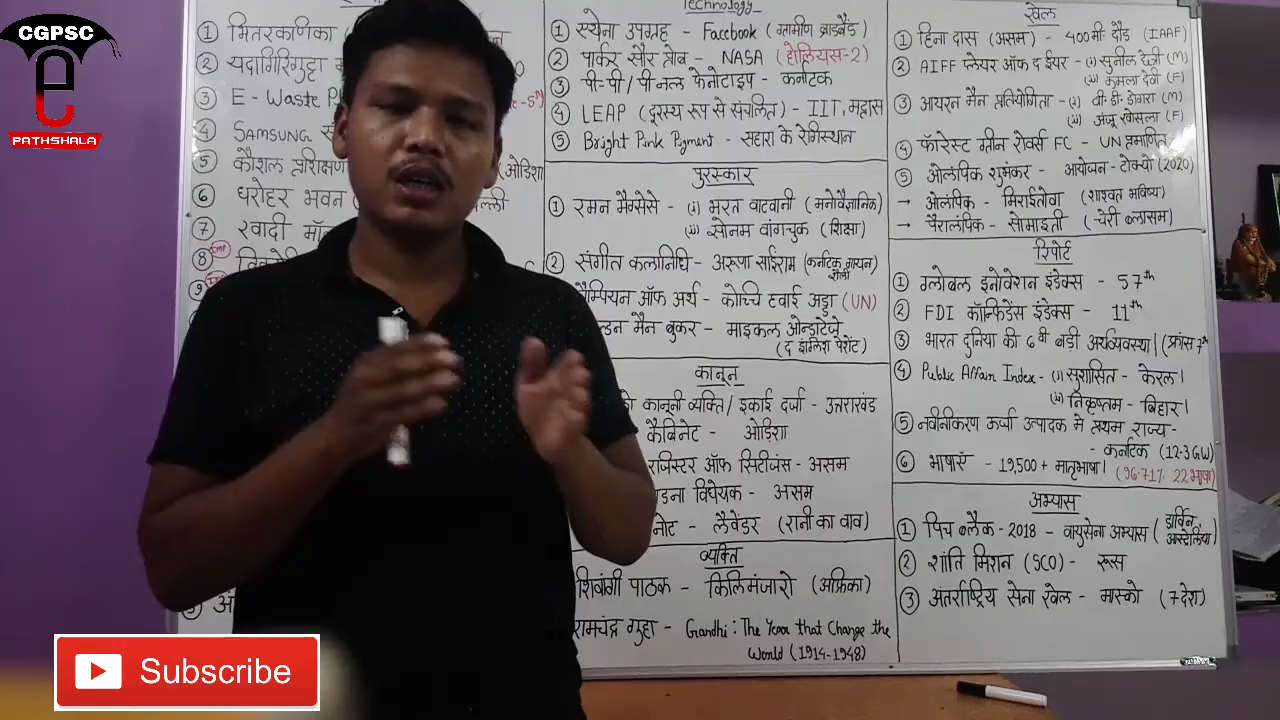 CGPSC
PATHSHALA
① भितरकणिका (
② यदागिरिगुट्टा
③ E - Waste
④ SAMSUNG
⑤ कौशल प्रशिक्षण (ओडिशा
⑥ धरोहर भवन
⑦ रवादी
⑧
Technology
① स्थेना उपग्रह - Facebook (ग्रामीण ब्राडबैंड)
② पार्कर सौर प्रोब - NASA (होलियस-2)
③ पी-पी/पी-नल फेनोटाइप - कर्नाटक
④ LEAP (दूरस्थ रूप से संचलित) - IIT, मद्रास
⑤ Bright Pink Pigment - सहारा के रेगिस्थान
पुरस्कार
① रमन मैग्सेसे - (i) भरत वाटवानी (मनोवैज्ञानिक)
(ii) सोनम वांगचुक (शिक्षा)
② संगीत कलानिधि - अरूणा साईराम (कर्नाटक गायन शैली)
चैम्पियन ऑफ अर्थ - कोच्चि हवाई अड्डा (UN)
मैन बुकर - माइकल ओन्डाटेजे
(द इंग्लिश पेशेंट)
कानून
कानूनी व्यक्ति/ इकाई दर्जा - उत्तराखंड
कैबिनेट - ओड़िशा
रजिस्टर ऑफ सिटीजंस - असम
विधेयक - असम
नोट - लैवेंडर (रानी का वाव)
व्यक्ति
शिवांगी पाठक - किलिमंजारो (अफ्रिका)
रामचंद्र गुहा - Gandhi : The Year that Change the
World (1914-1948)
खेल
① हिना दास (असम) - 400 मी. दौड (IAAF)
② AIFF प्लेयर ऑफ द ईयर - (i) सुनील क्षेत्री (M)
(ii) कमला देवी (F)
③ आयरन मैन प्रतियोगिता - (i) वी.डी. डोगरा (M)
(ii) अंजू खोसला (F)
④ फॉरेस्ट ग्रीन रोवर्स FC - UN प्रमाणित
⑤ ओलंपिक शुभंकर - आयोजन - टोक्यो (2020)
→ ओलंपिक - मिराईतोवा (शाश्वत भविष्य)
→ पैरालंपिक - सोमाइती (चेरी ब्लासम)
रिपोर्ट
① ग्लोबल इनोवेशन इंडेक्स - 57th
② FDI कॉन्फिडेंस इंडेक्स - 11th
③ भारत दुनिया की 6 वी बड़ी अर्थव्यवस्था। (फ्रांस 7th
④ Public Affair Index - (i) सुशासित - केरल।
(ii) निकृष्टतम - बिहार।
⑤ नवीनीकरण ऊर्जा उत्पादक में प्रथम राज्य -
- कर्नाटक (12.3 GW)
⑥ भाषाएँ - 19,500 + मातृभाषा। (96.71% 22 भाषा)
अभ्यास
① पिच ब्लैक - 2018 - वायुसेना अभ्यास (डार्विन, आस्ट्रेलिया)
② शांति मिशन (SCO) - रूस
③ अंतर्राष्ट्रिय सेना खेल - मास्को (7 देश)
Subscribe